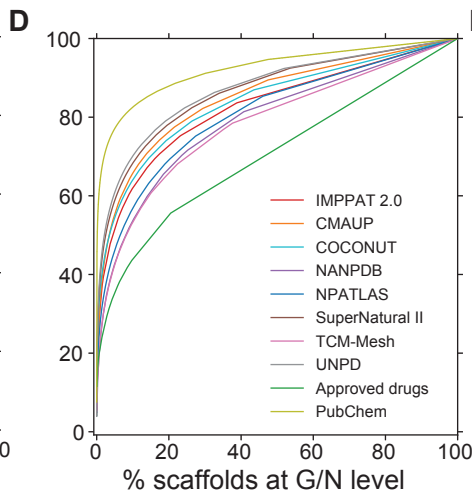 D
100
80
60
40
20
0
IMPPAT 2.0
CMAUP
COCONUT
NANPDB
NPATLAS
SuperNatural II
TCM-Mesh
UNPD
Approved drugs
PubChem
0 0 20 40 60 80 100
% scaffolds at G/N level